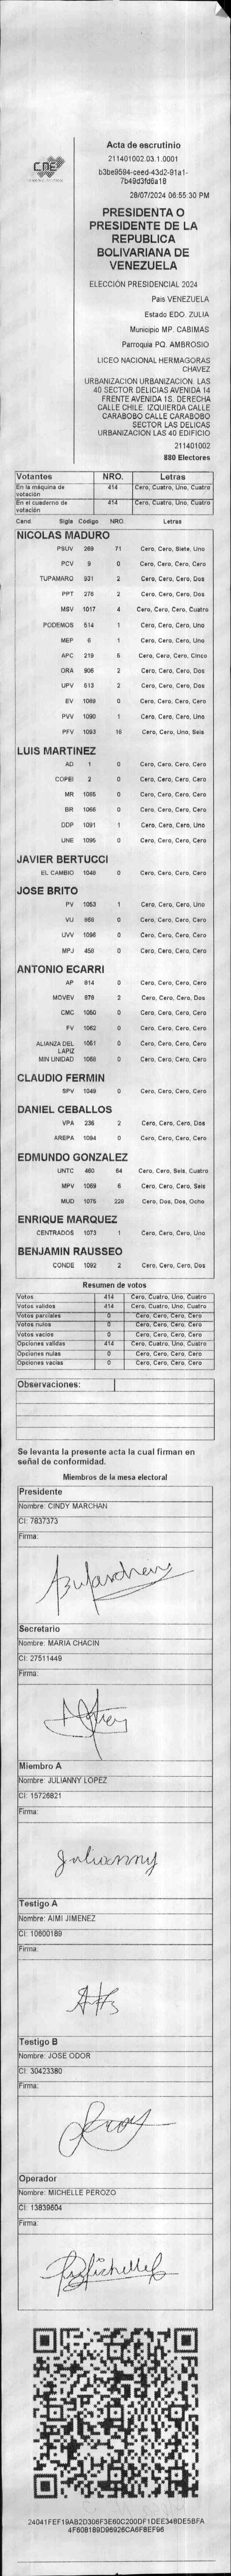 CNE
Acta de escrutinio
211401002.03.1.0001
b3be9594-ceed-43d2-91a1-
7b49d3fd6a18
28/07/2024 06:55:30 PM
PRESIDENTA O
PRESIDENTE DE LA
REPUBLICA
BOLIVARIANA DE
VENEZUELA
ELECCIÓN PRESIDENCIAL 2024
País VENEZUELA
Estado EDO. ZULIA
Municipio MP. CABIMAS
Parroquia PQ. AMBROSIO
LICEO NACIONAL HERMAGORAS
CHAVEZ
URBANIZACION URBANIZACION. LAS
40 SECTOR DELICIAS AVENIDA 14
FRENTE AVENIDA 15. DERECHA
CALLE CHILE. IZQUIERDA CALLE
CARABOBO CALLE CARABOBO
SECTOR LAS DELICAS
URBANIZACIÓN LAS 40 EDIFICIO
211401002
880 Electores
Votantes NRO. Letras
En la máquina de votación 414 Cero, Cuatro, Uno, Cuatro
En el cuaderno de votación 414 Cero, Cuatro, Uno, Cuatro
Cand. Sigla Código NRO. Letras
NICOLAS MADURO
PSUV 269 71 Cero, Cero, Siete, Uno
PCV 9 0 Cero, Cero, Cero, Cero
TUPAMARO 931 2 Cero, Cero, Cero, Dos
PPT 276 2 Cero, Cero, Cero, Dos
MSV 1017 4 Cero, Cero, Cero, Cuatro
PODEMOS 514 1 Cero, Cero, Cero, Uno
MEP 6 1 Cero, Cero, Cero, Uno
APC 219 5 Cero, Cero, Cero, Cinco
ORA 906 2 Cero, Cero, Cero, Dos
UPV 513 2 Cero, Cero, Cero, Dos
EV 1089 0 Cero, Cero, Cero, Cero
PVV 1090 1 Cero, Cero, Cero, Uno
PFV 1093 16 Cero, Cero, Uno, Seis
LUIS MARTINEZ
AD 1 0 Cero, Cero, Cero, Cero
COPEI 2 0 Cero, Cero, Cero, Cero
MR 1065 0 Cero, Cero, Cero, Cero
BR 1066 0 Cero, Cero, Cero, Cero
DDP 1091 1 Cero, Cero, Cero, Uno
UNE 1095 0 Cero, Cero, Cero, Cero
JAVIER BERTUCCI
EL CAMBIO 1048 0 Cero, Cero, Cero, Cero
JOSE BRITO
PV 1053 1 Cero, Cero, Cero, Uno
VU 959 0 Cero, Cero, Cero, Cero
UVV 1096 0 Cero, Cero, Cero, Cero
MPJ 458 0 Cero, Cero, Cero, Cero
ANTONIO ECARRI
AP 814 0 Cero, Cero, Cero, Cero
MOVEV 978 2 Cero, Cero, Cero, Dos
CMC 1050 0 Cero, Cero, Cero, Cero
FV 1062 0 Cero, Cero, Cero, Cero
ALIANZA DEL LAPIZ 1051 0 Cero, Cero, Cero, Cero
MIN UNIDAD 1058 0 Cero, Cero, Cero, Cero
CLAUDIO FERMIN
SPV 1049 0 Cero, Cero, Cero, Cero
DANIEL CEBALLOS
VPA 236 2 Cero, Cero, Cero, Dos
AREPA 1094 0 Cero, Cero, Cero, Cero
EDMUNDO GONZALEZ
UNTC 460 64 Cero, Cero, Seis, Cuatro
MPV 1069 6 Cero, Cero, Cero, Seis
MUD 1075 228 Cero, Dos, Dos, Ocho
ENRIQUE MARQUEZ
CENTRADOS 1073 1 Cero, Cero, Cero, Uno
BENJAMIN RAUSSEO
CONDE 1092 2 Cero, Cero, Cero, Dos
Resumen de votos
Votos 414 Cero, Cuatro, Uno, Cuatro
Votos validos 414 Cero, Cuatro, Uno, Cuatro
Votos parciales 0 Cero, Cero, Cero, Cero
Votos nulos 0 Cero, Cero, Cero, Cero
Votos vacios 0 Cero, Cero, Cero, Cero
Opciones validas 414 Cero, Cuatro, Uno, Cuatro
Opciones nulas 0 Cero, Cero, Cero, Cero
Opciones vacias 0 Cero, Cero, Cero, Cero
Observaciones:
Se levanta la presente acta la cual firman en
señal de conformidad.
Miembros de la mesa electoral
Presidente
Nombre: CINDY MARCHAN
CI: 7837373
Firma:
Secretario
Nombre: MARIA CHACIN
CI: 27511449
Firma:
Miembro A
Nombre: JULIANNY LOPEZ
CI: 15726821
Firma:
Julianny
Testigo A
Nombre: AIMI JIMENEZ
CI: 10600189
Firma:
Testigo B
Nombre: JOSE ODOR
CI: 30423380
Firma:
Operador
Nombre: MICHELLE PEROZO
CI: 13839604
Firma:
24041FEF19AB2D306F3E60C200DF1DEE348DE5BFA
4F60B189D96926CA6F8EF96